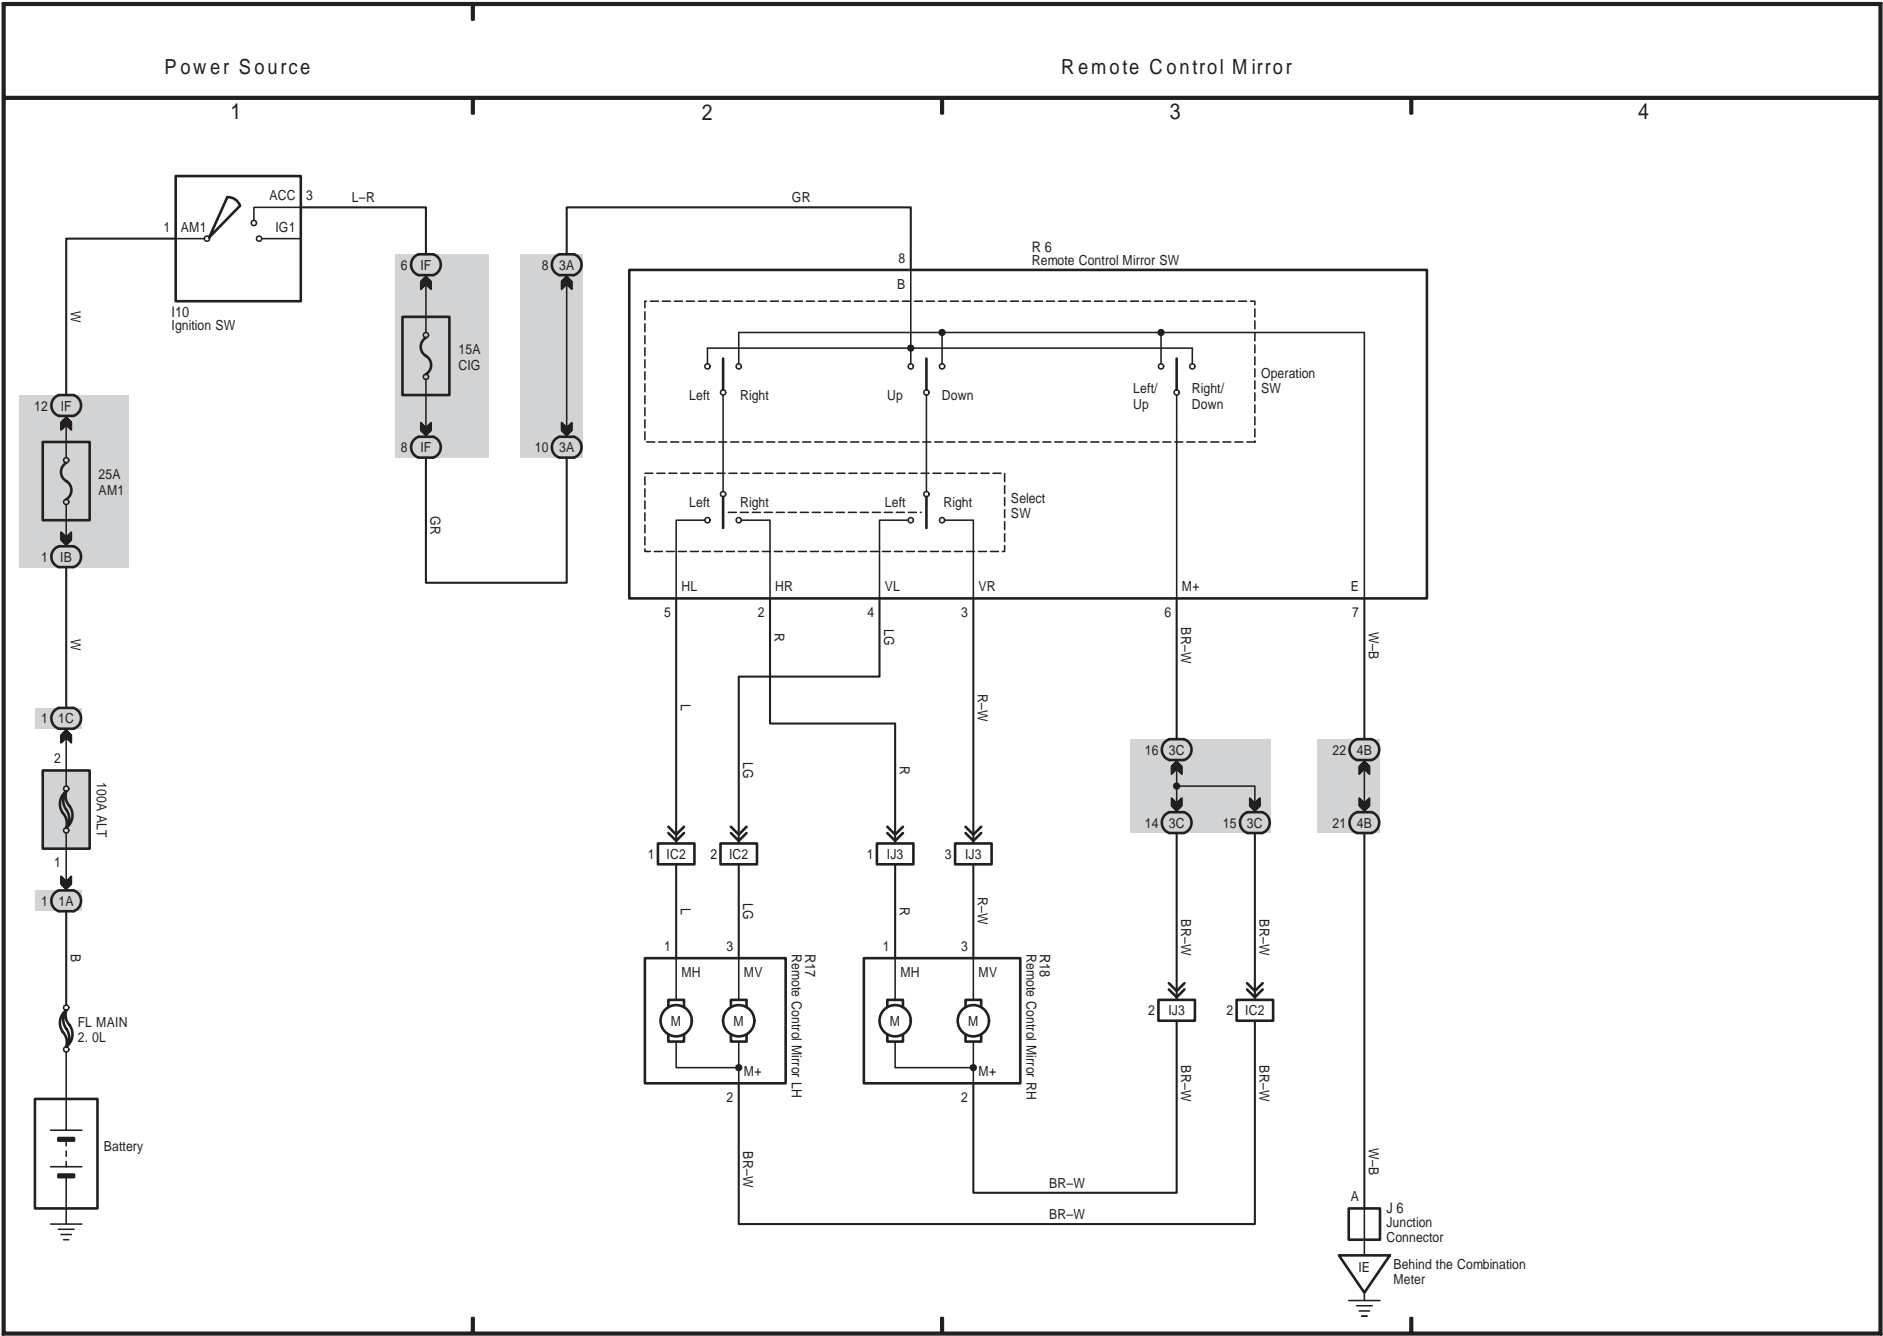 Power Source
Remote Control Mirror
1
2
3
4
ACC
3
L–R
1
AM1
IG1
I10
Ignition SW
W
12
IF
25A
AM1
1
IB
W
1
1C
2
100A ALT
1
1
1A
B
FL MAIN
2. 0L
Battery
6
IF
15A
CIG
8
IF
GR
8
3A
10
3A
GR
R 6
Remote Control Mirror SW
8
B
Left
Right
Up
Down
Left/
Up
Right/
Down
Operation
SW
Left
Right
Left
Right
Select
SW
HL
HR
VL
VR
M+
E
5
2
4
3
6
7
R
LG
BR–W
W–B
L
R–W
LG
R
16
3C
22
4B
14
3C
15
3C
21
4B
1
IC2
2
IC2
1
IJ3
3
IJ3
L
LG
R
R–W
BR–W
BR–W
1
3
1
3
MH
MV
MH
MV
R17
Remote Control Mirror LH
R18
Remote Control Mirror RH
M
M
M
M
2
IJ3
2
IC2
M+
M+
2
2
BR–W
BR–W
BR–W
BR–W
BR–W
W–B
A
J 6
Junction
Connector
IE
Behind the Combination
Meter